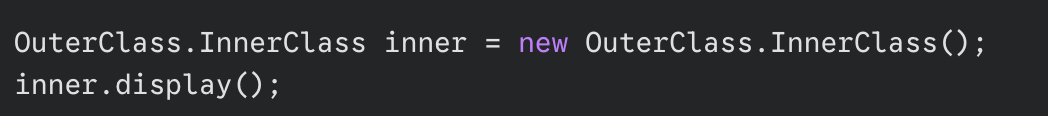 OuterClass.InnerClass inner = new OuterClass.InnerClass();
inner.display();